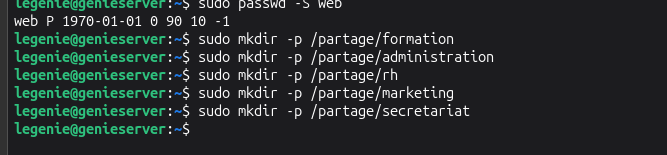 legenie@genieserver:~$ sudo passwd -S web
web P 1970-01-01 0 90 10 -1
legenie@genieserver:~$ sudo mkdir -p /partage/formation
legenie@genieserver:~$ sudo mkdir -p /partage/administration
legenie@genieserver:~$ sudo mkdir -p /partage/rh
legenie@genieserver:~$ sudo mkdir -p /partage/marketing
legenie@genieserver:~$ sudo mkdir -p /partage/secretariat
legenie@genieserver:~$